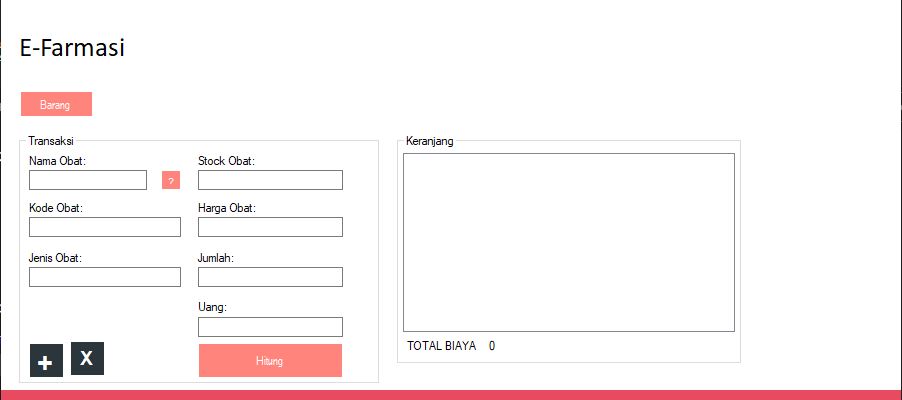 E-Farmasi
Barang
Transaksi
Nama Obat:
?
Stock Obat:
Kode Obat:
Harga Obat:
Jenis Obat:
Jumlah:
Uang:
+ X
Hitung
Keranjang
TOTAL BIAYA 0